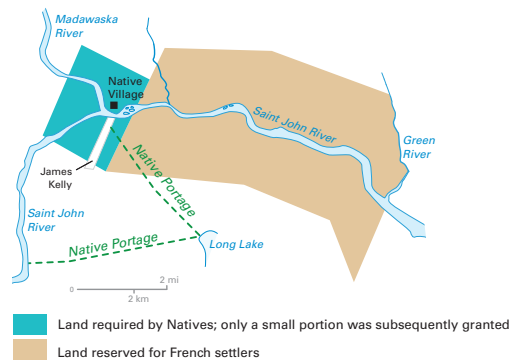 Madawaska
River
Native
Village
Saint John River
Green
River
James
Kelly
Native Portage
Saint John
River
Native Portage
Long Lake
2 mi
0
2 km
Land required by Natives; only a small portion was subsequently granted
Land reserved for French settlers